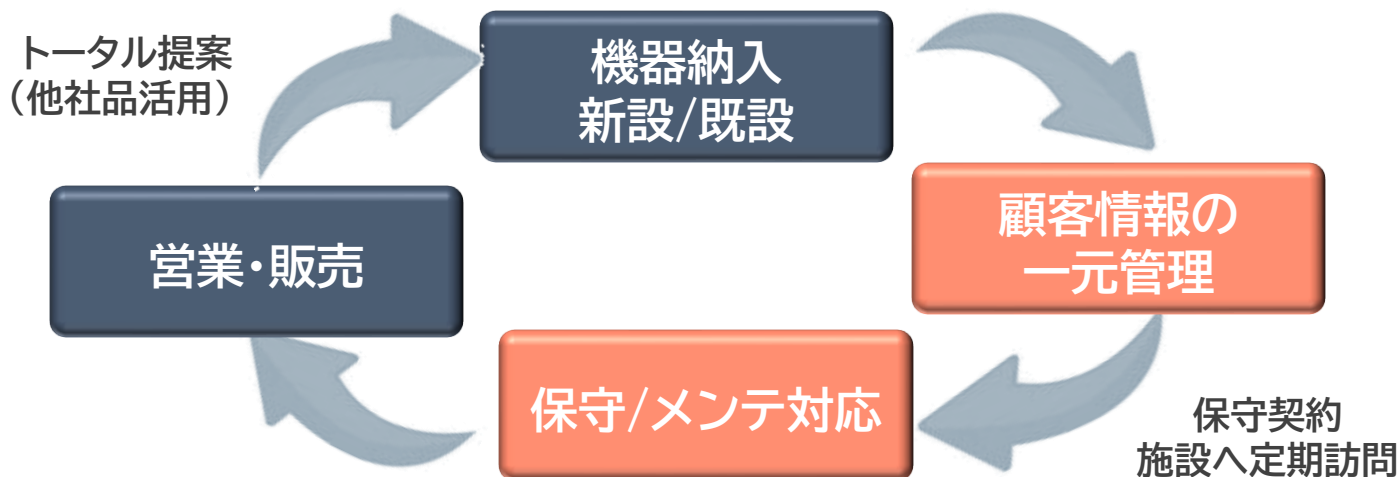 トータル提案
（他社品活用）
機器納入
新設/既設
顧客情報の
一元管理
営業・販売
保守/メンテ対応
保守契約
施設へ定期訪問